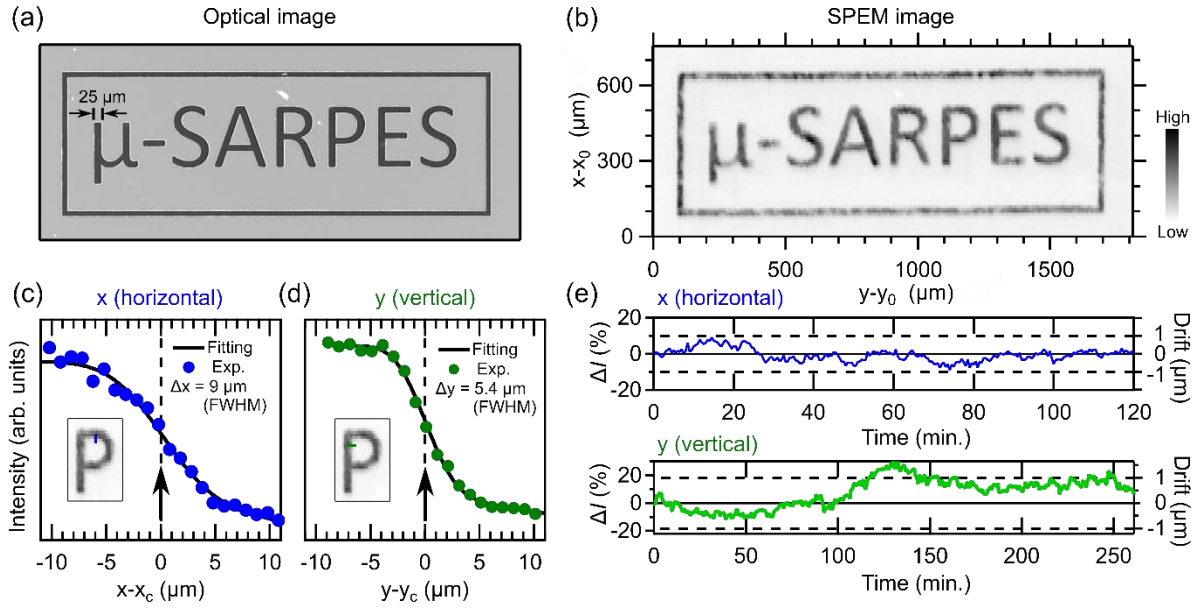 (a) Optical image
25 μm
μ-SARPES
(b) SPEM image
600
300
0
x-x₀ (μm)
μ-SARPES
0 500 1000 1500
y-y₀ (μm)
High
Low
(c) x (horizontal)
Intensity (arb. units)
Fitting
Exp.
Δx = 9 μm
(FWHM)
P
-10 -5 0 5 10
x-x_c (μm)
(d) y (vertical)
Fitting
Exp.
Δy = 5.4 μm
(FWHM)
P
-10 -5 0 5 10
y-y_c (μm)
(e) x (horizontal)
20
0
-20
ΔI (%)
1
0
-1
Drift (μm)
0 20 40 60 80 100 120
Time (min.)
y (vertical)
20
0
-20
ΔI (%)
1
0
-1
Drift (μm)
0 50 100 150 200 250
Time (min.)